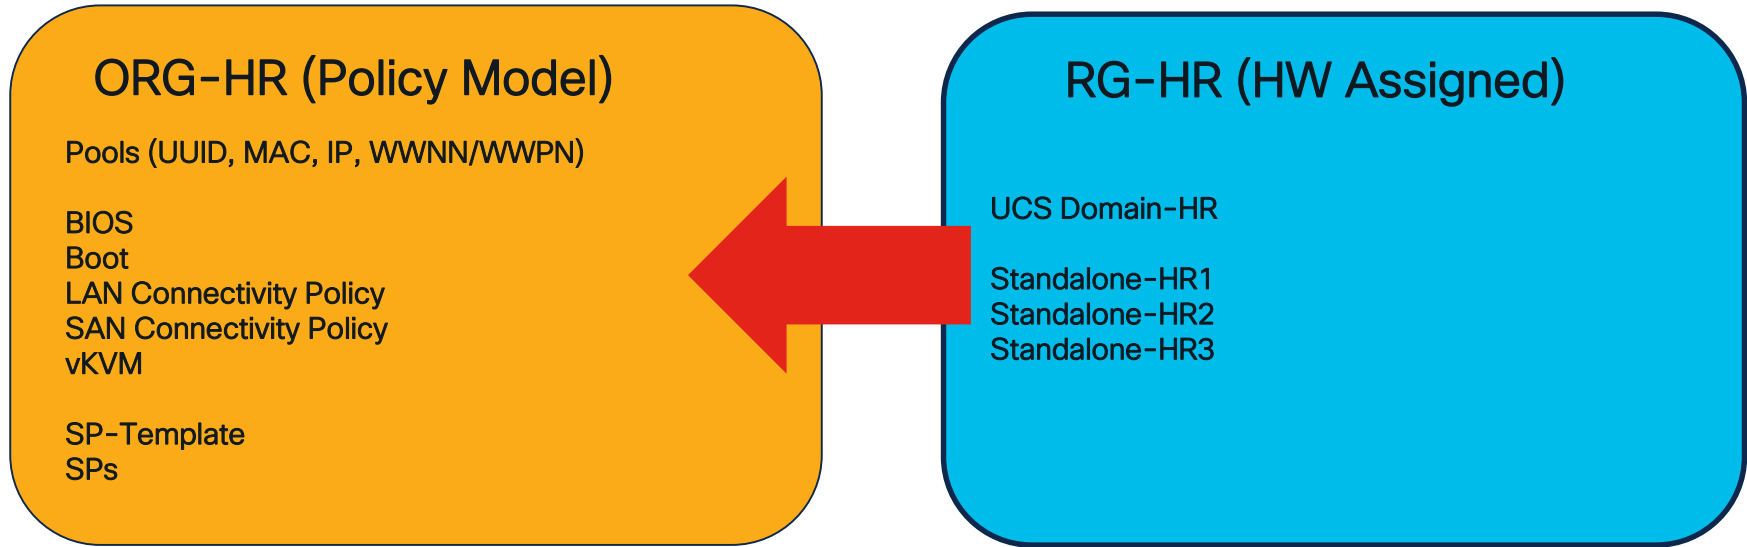 ORG-HR (Policy Model)
Pools (UUID, MAC, IP, WWNN/WWPN)
BIOS
Boot
LAN Connectivity Policy
SAN Connectivity Policy
vKVM
SP-Template
SPs
RG-HR (HW Assigned)
UCS Domain-HR
Standalone-HR1
Standalone-HR2
Standalone-HR3